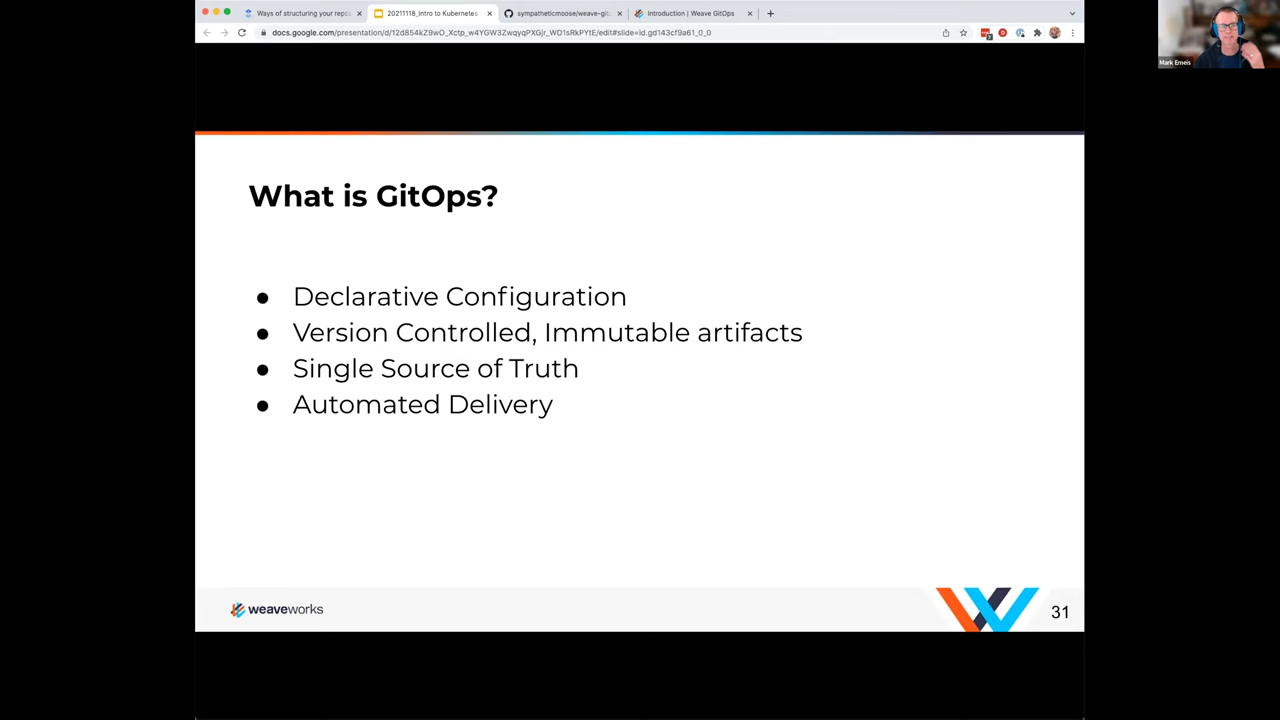 Ways of structuring your repo
20211118_Intro to Kubernetes
sympatheticmoose/weave-git
Introduction | Weave GitOps
docs.google.com/presentation/d/12d854kZ9wO_Xctp_w4YGW3ZwqyqPXGjr_WD1sRkPYtE/edit#slide=id.gd143cf9a61_0_0
Mark Emeis
What is GitOps?
● Declarative Configuration
● Version Controlled, Immutable artifacts
● Single Source of Truth
● Automated Delivery
weaveworks
31